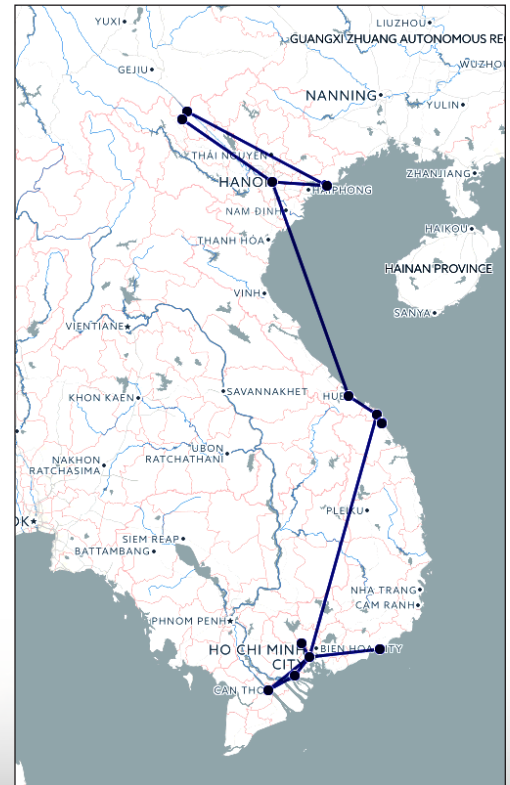 YUXI
LIUZHOU
GUANGXI ZHUANG AUTONOMOUS RE
GEJIU
WUZHOU
NANNING
YULIN
THÁI NGUYÊN
HANOI
HAIPHONG
ZHANJIANG
NAM ĐỊNH
HAIKOU
THANH HÓA
HAINAN PROVINCE
VINH
SANYA
VIENTIANE
SAVANNAKHET
KHON KAEN
HUẾ
UBON
RATCHATHANI
NAKHON
RATCHASIMA
PLEIKU
OK
SIEM REAP
BATTAMBANG
NHA TRANG
CAM RANH
PHNOM PENH
HO CHI MINH
CITY
BIEN HOA CITY
CAN THO